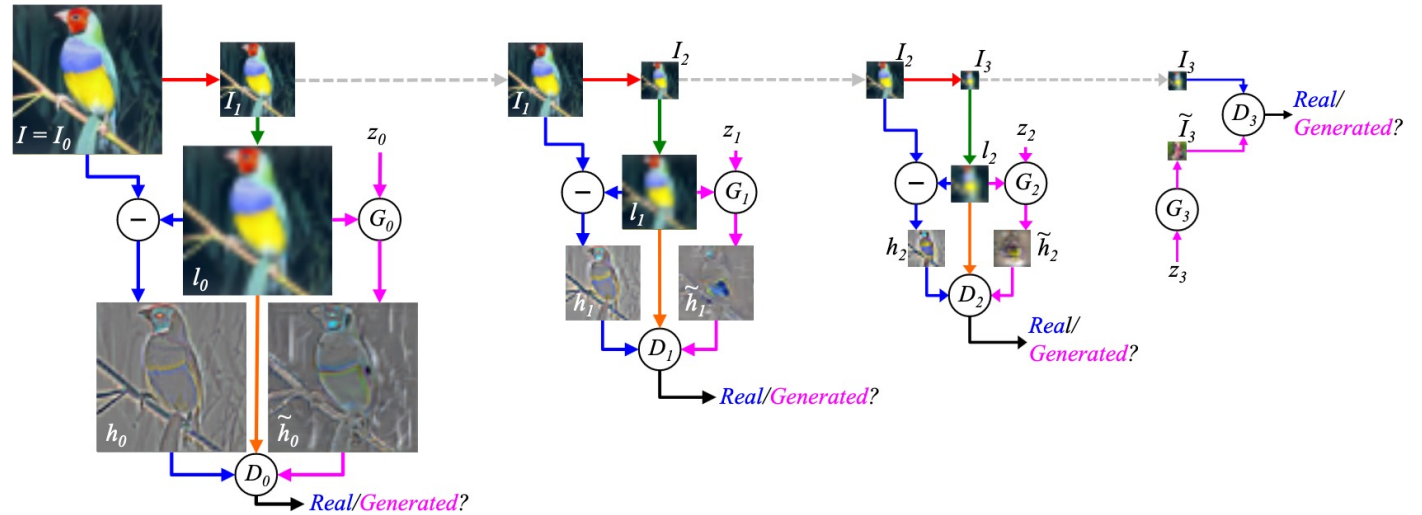 I = I₀
I₁
z₀
−
G₀
l₀
h₀
h̃₀
D₀
Real/Generated?
I₁
I₂
z₁
−
G₁
l₁
h₁
h̃₁
D₁
Real/Generated?
I₂
I₃
z₂
l₂
−
G₂
h₂
h̃₂
D₂
Real/
Generated?
I₃
D₃
Real/
Generated?
Ĩ₃
G₃
z₃